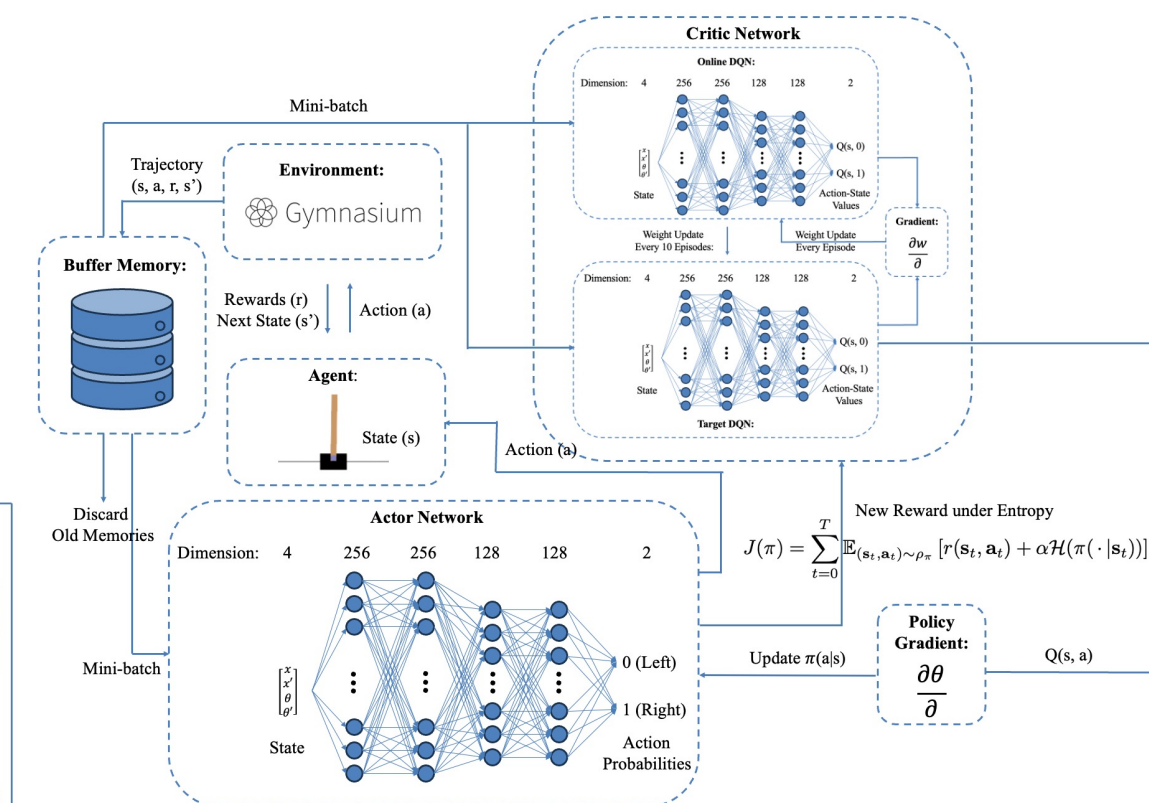 Critic Network
Online DQN:
Dimension: 4 256 256 128 128 2
x
x'
θ
θ'
State
Q(s, 0)
Q(s, 1)
Action-State
Values
Weight Update
Every 10 Episodes:
Weight Update
Every Episode
Gradient:
∂w
∂
Dimension: 4 256 256 128 128 2
x
x'
θ
θ'
State
Q(s, 0)
Q(s, 1)
Action-State
Values
Target DQN:
Mini-batch
Trajectory
(s, a, r, s’)
Environment:
Gymnasium
Buffer Memory:
Rewards (r)
Next State (s’)
Action (a)
Agent:
State (s)
Action (a)
Discard
Old Memories
Mini-batch
Actor Network
Dimension: 4 256 256 128 128 2
x
x'
θ
θ'
State
0 (Left)
1 (Right)
Action
Probabilities
New Reward under Entropy
J(π) = ∑_{t=0}^{T} 𝔼_{(s_t,a_t)∼ρ_π} [r(s_t, a_t) + αH(π( · |s_t))]
Policy
Gradient:
∂θ
∂
Update π(a|s)
Q(s, a)